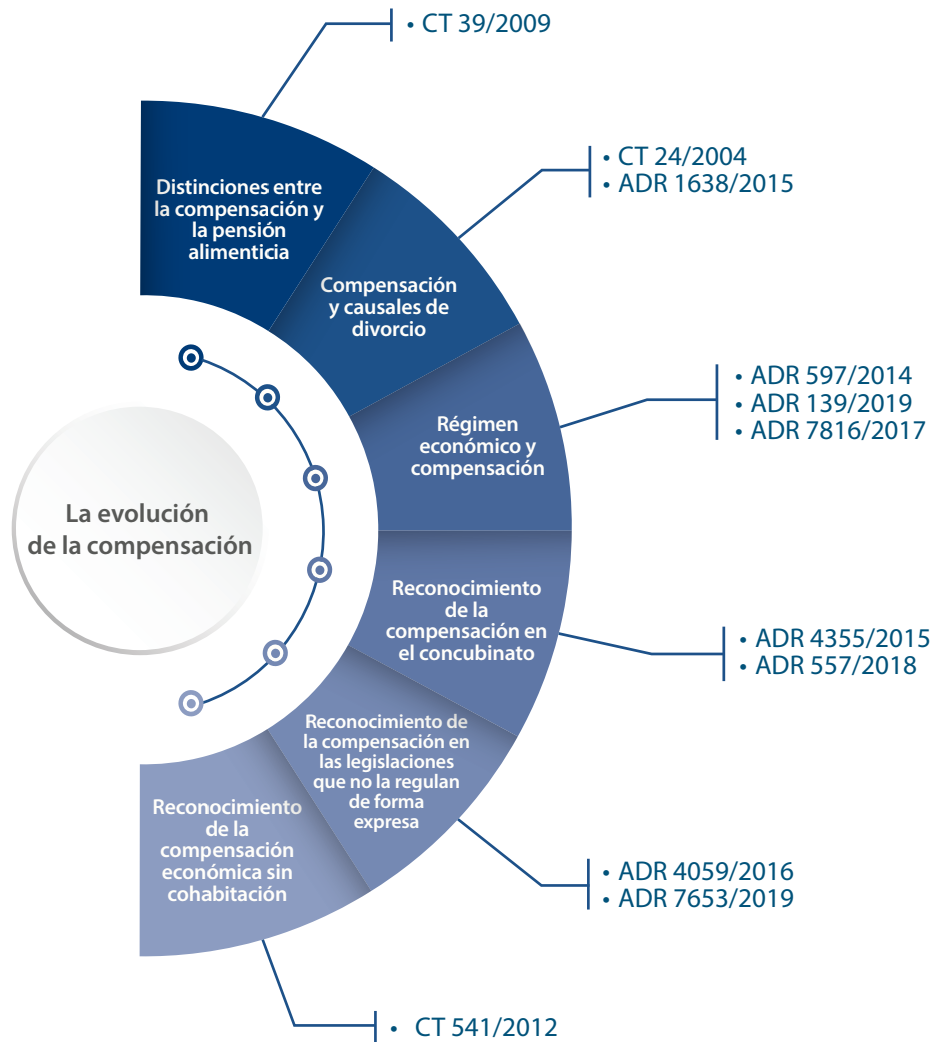 La evolución
de la compensación
Distinciones entre
la compensación y
la pensión
alimenticia
• CT 39/2009
Compensación
y causales de
divorcio
• CT 24/2004
• ADR 1638/2015
Régimen
económico y
compensación
• ADR 597/2014
• ADR 139/2019
• ADR 7816/2017
Reconocimiento
de la
compensación en
el concubinato
• ADR 4355/2015
• ADR 557/2018
Reconocimiento de
la compensación en
las legislaciones
que no la regulan
de forma
expresa
• ADR 4059/2016
• ADR 7653/2019
Reconocimiento
de la
compensación
económica sin
cohabitación
• CT 541/2012